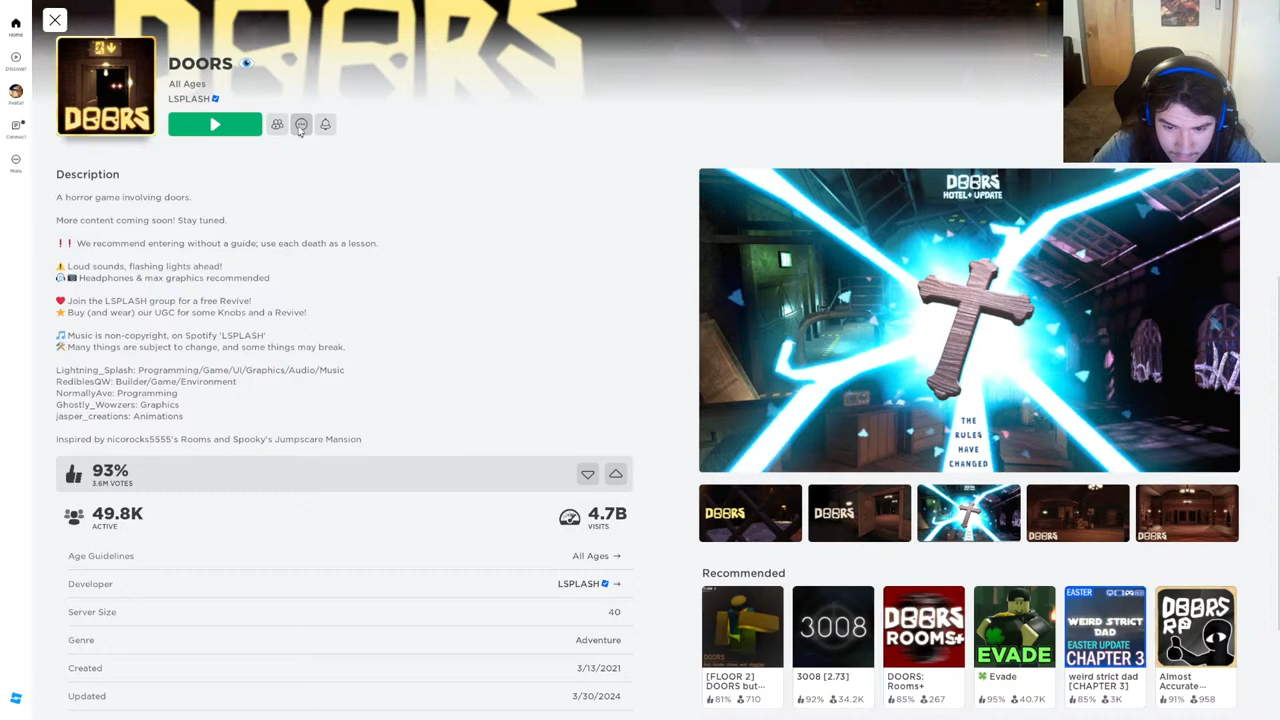 Home
Discover
Avatar
Connect
More
DOORS
DOORS
DOORS
All Ages
LSPLASH
Description
A horror game involving doors.
More content coming soon! Stay tuned.
❗❗ We recommend entering without a guide; use each death as a lesson.
⚠️ Loud sounds, flashing lights ahead!
🎧 📷 Headphones & max graphics recommended
❤️ Join the LSPLASH group for a free Revive!
⭐ Buy (and wear) our UGC for some Knobs and a Revive!
🎵 Music is non-copyright, on Spotify 'LSPLASH'
🛠️ Many things are subject to change, and some things may break.
Lightning_Splash: Programming/Game/UI/Graphics/Audio/Music
RediblesQW: Builder/Game/Environment
NormallyAve: Programming
Ghostly_Wowzers: Graphics
jasper_creations: Animations
Inspired by nicorocks5555's Rooms and Spooky's Jumpscare Mansion
93%
3.6M VOTES
49.8K
ACTIVE
4.7B
VISITS
Age Guidelines
All Ages →
Developer
LSPLASH →
Server Size
40
Genre
Adventure
Created
3/13/2021
Updated
3/30/2024
DOORS
HOTEL+ UPDATE
THE
RULES
HAVE
CHANGED
DOORS
DOORS
DOORS
DOORS
Recommended
DOORS
3008
DOORS
ROOMS+
EVADE
EASTER
WEIRD STRICT
DAD
EASTER UPDATE
CHAPTER 3
DOORS
RP
[FLOOR 2]
DOORS but...
81% 710
3008 [2.73]
92% 34.2K
DOORS:
Rooms+
85% 267
🍀 Evade
95% 40.7K
weird strict dad
[CHAPTER 3]
85% 3K
Almost
Accurate...
91% 958